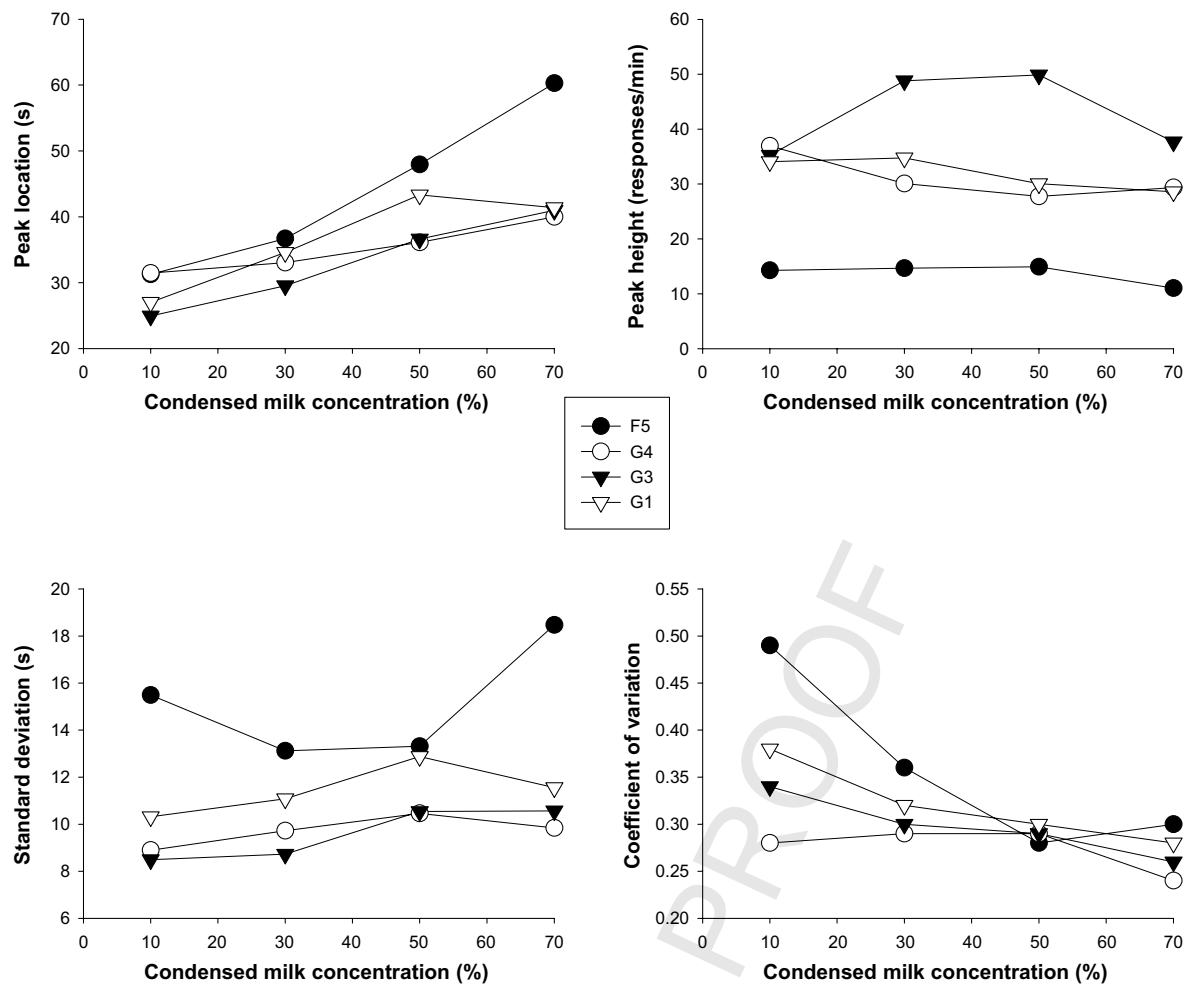 70
60
50
40
30
20
0 10 20 30 40 50 60 70
Peak location (s)
Condensed milk concentration (%)
60
50
40
30
20
10
0
0 10 20 30 40 50 60 70
Peak height (responses/min)
Condensed milk concentration (%)
F5
G4
G3
G1
20
18
16
14
12
10
8
6
0 10 20 30 40 50 60 70
Standard deviation (s)
Condensed milk concentration (%)
0.55
0.50
0.45
0.40
0.35
0.30
0.25
0.20
0 10 20 30 40 50 60 70
Coefficient of variation
Condensed milk concentration (%)
PROOF